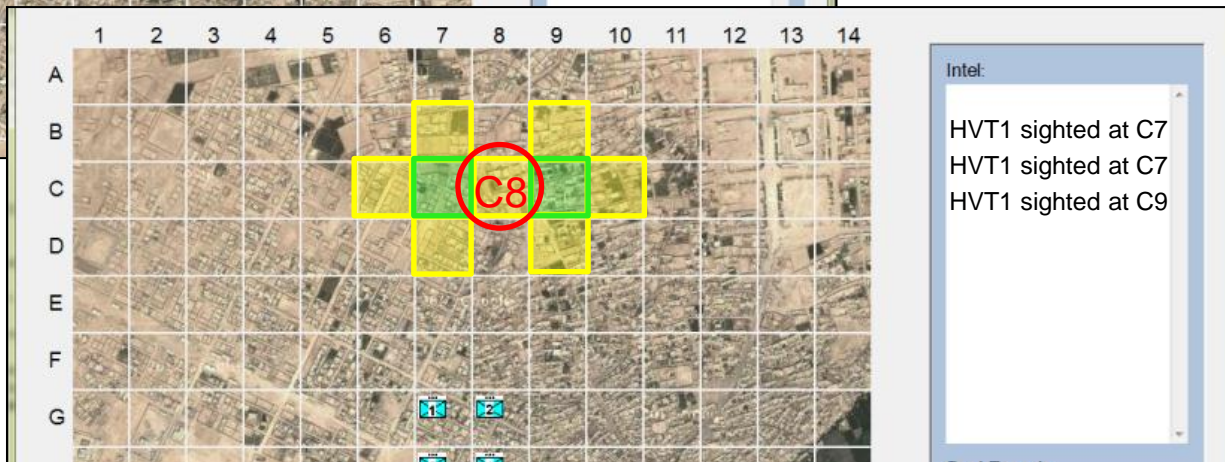 1 2 3 4 5 6 7 8 9 10 11 12 13 14
A
B
C
D
E
F
G
C8
1 2
Intel:
HVT1 sighted at C7
HVT1 sighted at C7
HVT1 sighted at C9